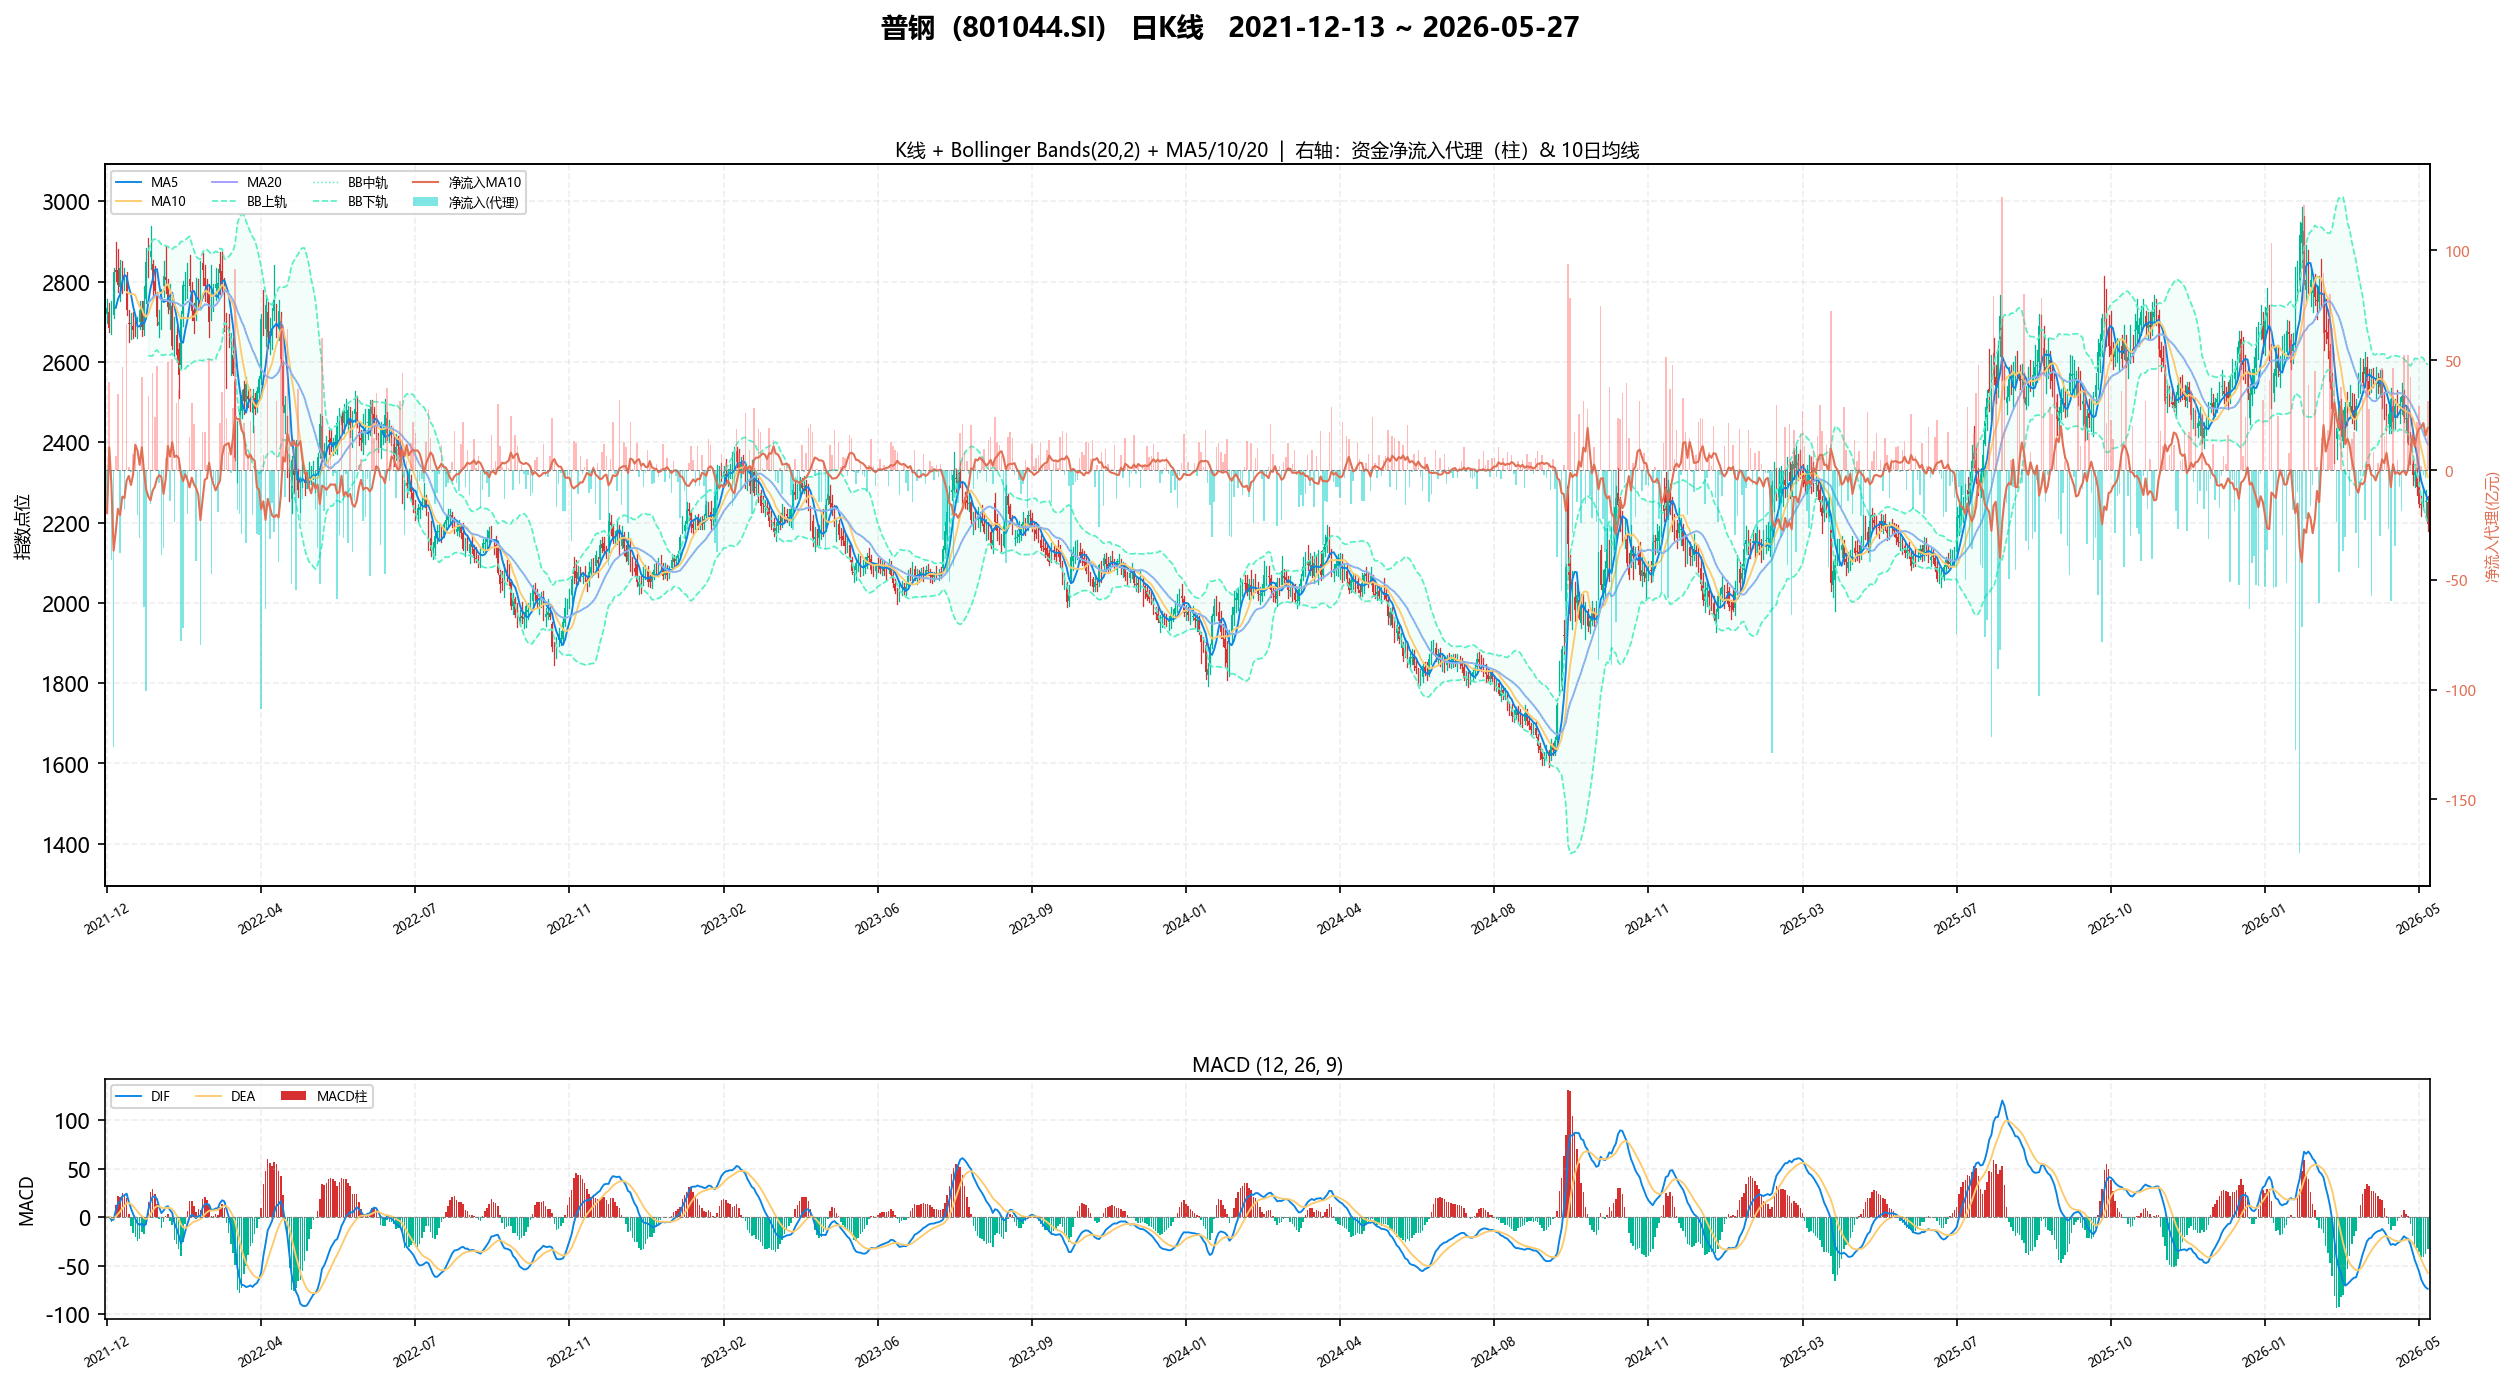 普钢（801044.SI） 日K线 2021-12-13 ~ 2026-05-27
K线 + Bollinger Bands(20,2) + MA5/10/20 | 右轴：资金净流入代理（柱）& 10日均线
MA5 MA20 BB中轨 净流入MA10
MA10 BB上轨 BB下轨 净流入(代理)
指数点位
3000
2800
2600
2400
2200
2000
1800
1600
1400
100
50
0
-50
-100
-150
净流入代理(亿元)
2021-12 2022-04 2022-07 2022-11 2023-02 2023-06 2023-09 2024-01 2024-04 2024-08 2024-11 2025-03 2025-07 2025-10 2026-01 2026-05
MACD (12, 26, 9)
DIF DEA MACD柱
MACD
100
50
0
-50
-100
2021-12 2022-04 2022-07 2022-11 2023-02 2023-06 2023-09 2024-01 2024-04 2024-08 2024-11 2025-03 2025-07 2025-10 2026-01 2026-05